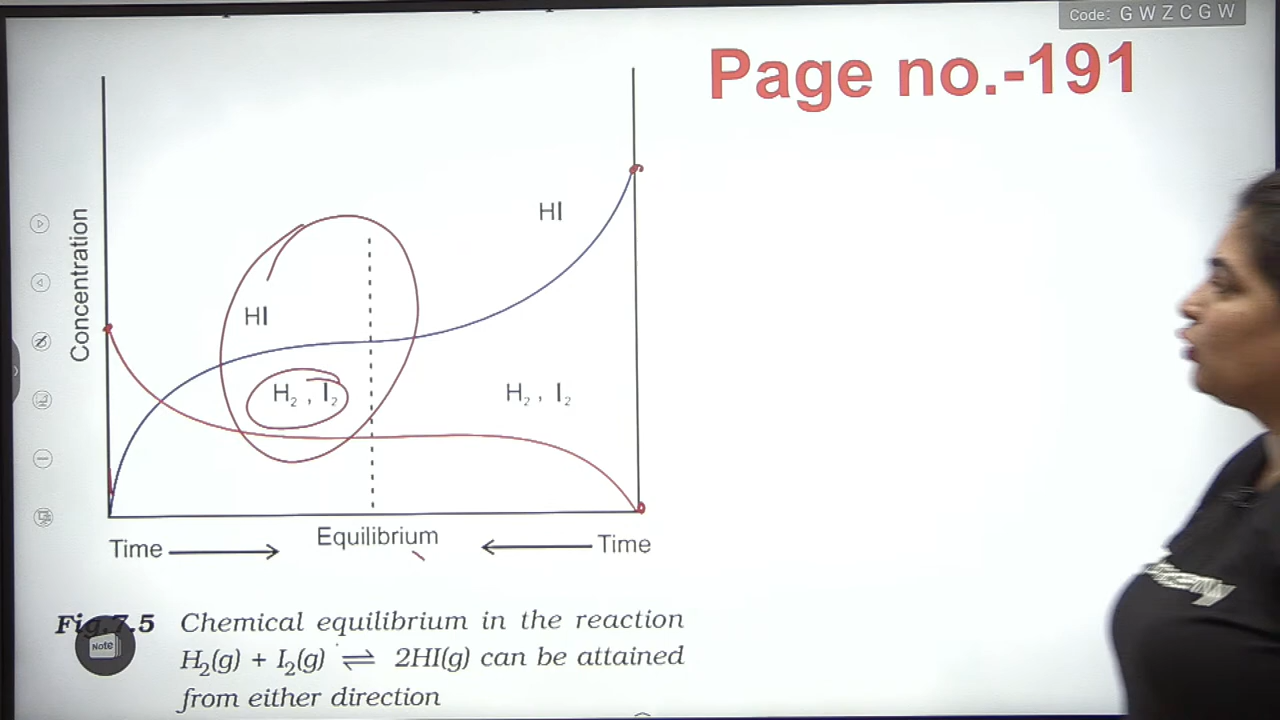 Code: G W Z C G W
Page no.-191
Concentration
HI
HI
H₂ , I₂
H₂ , I₂
Time
Equilibrium
Time
Fig.7.5 Chemical equilibrium in the reaction
H₂(g) + I₂(g) ⇌ 2HI(g) can be attained
from either direction
Note